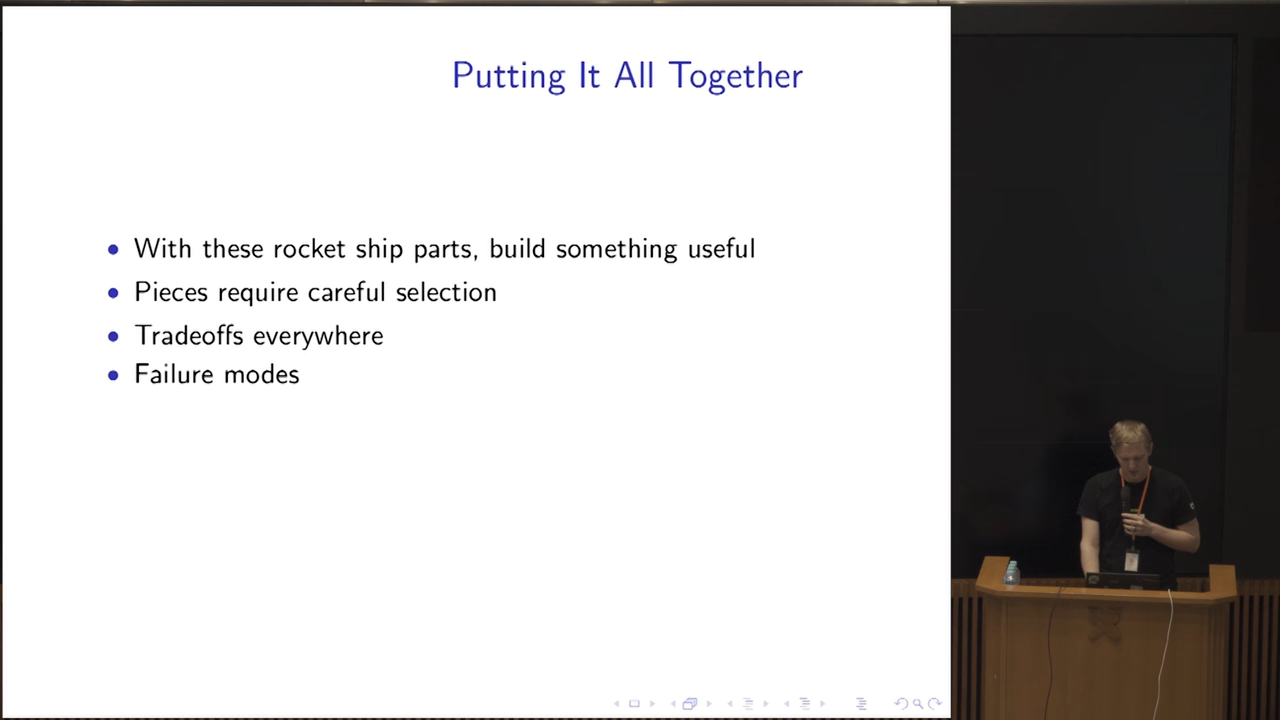 Putting It All Together
With these rocket ship parts, build something useful
Pieces require careful selection
Tradeoffs everywhere
Failure modes